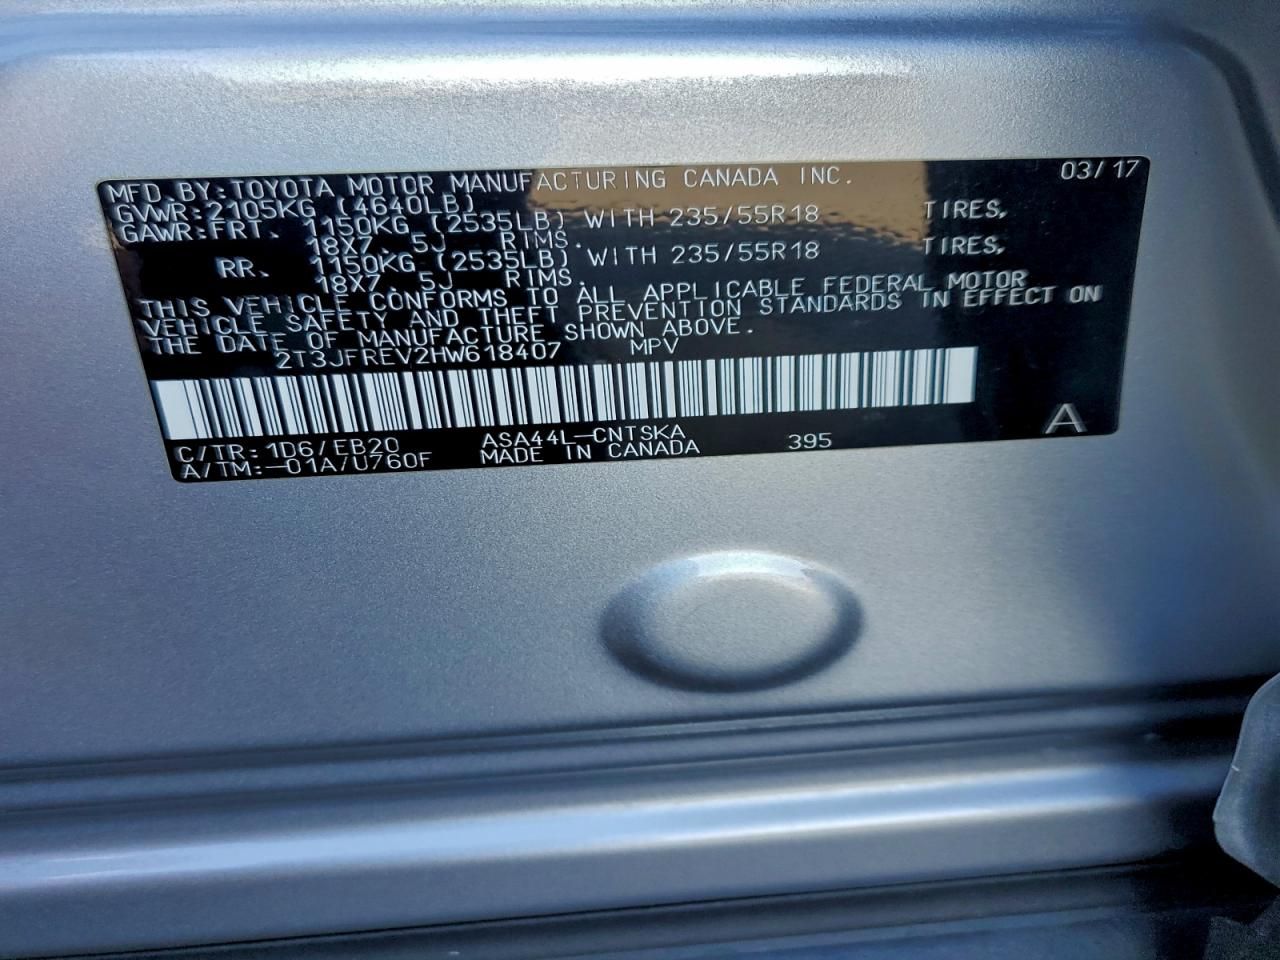 MFD. BY: TOYOTA MOTOR MANUFACTURING CANADA INC. 03/17
GVWR: 2105KG (4640LB)
GAWR: FRT. 1150KG (2535LB) WITH 235/55R18 TIRES,
18X7. 5J RIMS.
RR. 1150KG (2535LB) WITH 235/55R18 TIRES,
18X7. 5J RIMS.
THIS VEHICLE CONFORMS TO ALL APPLICABLE FEDERAL MOTOR
VEHICLE SAFETY AND THEFT PREVENTION STANDARDS IN EFFECT ON
THE DATE OF MANUFACTURE SHOWN ABOVE.
2T3JFREV2HW618407 MPV
C/TR: 1D6/EB20 ASA44L-CNTSKA 395 A
A/TM: -01A/U760F MADE IN CANADA